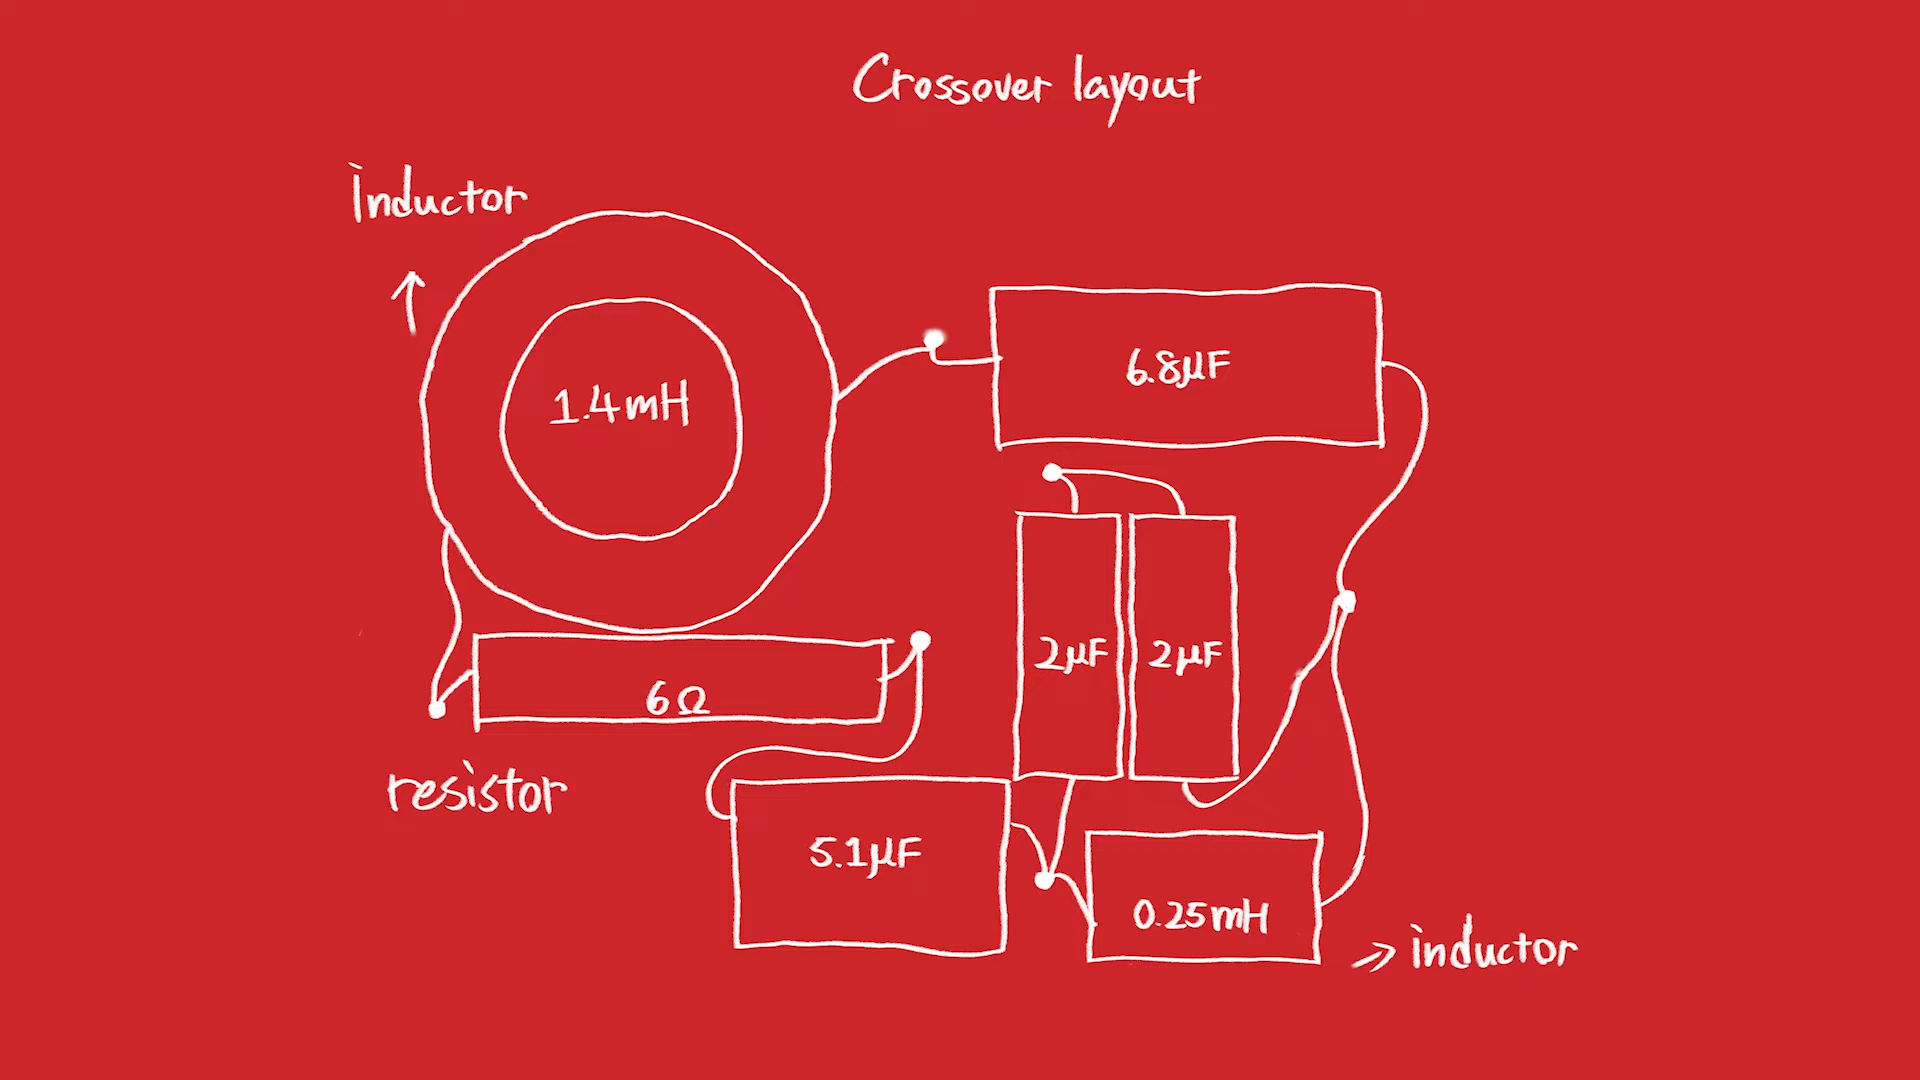 Crossover layout
inductor
1.4mH
6.8μF
2μF
2μF
6Ω
resistor
5.1μF
0.25mH
inductor